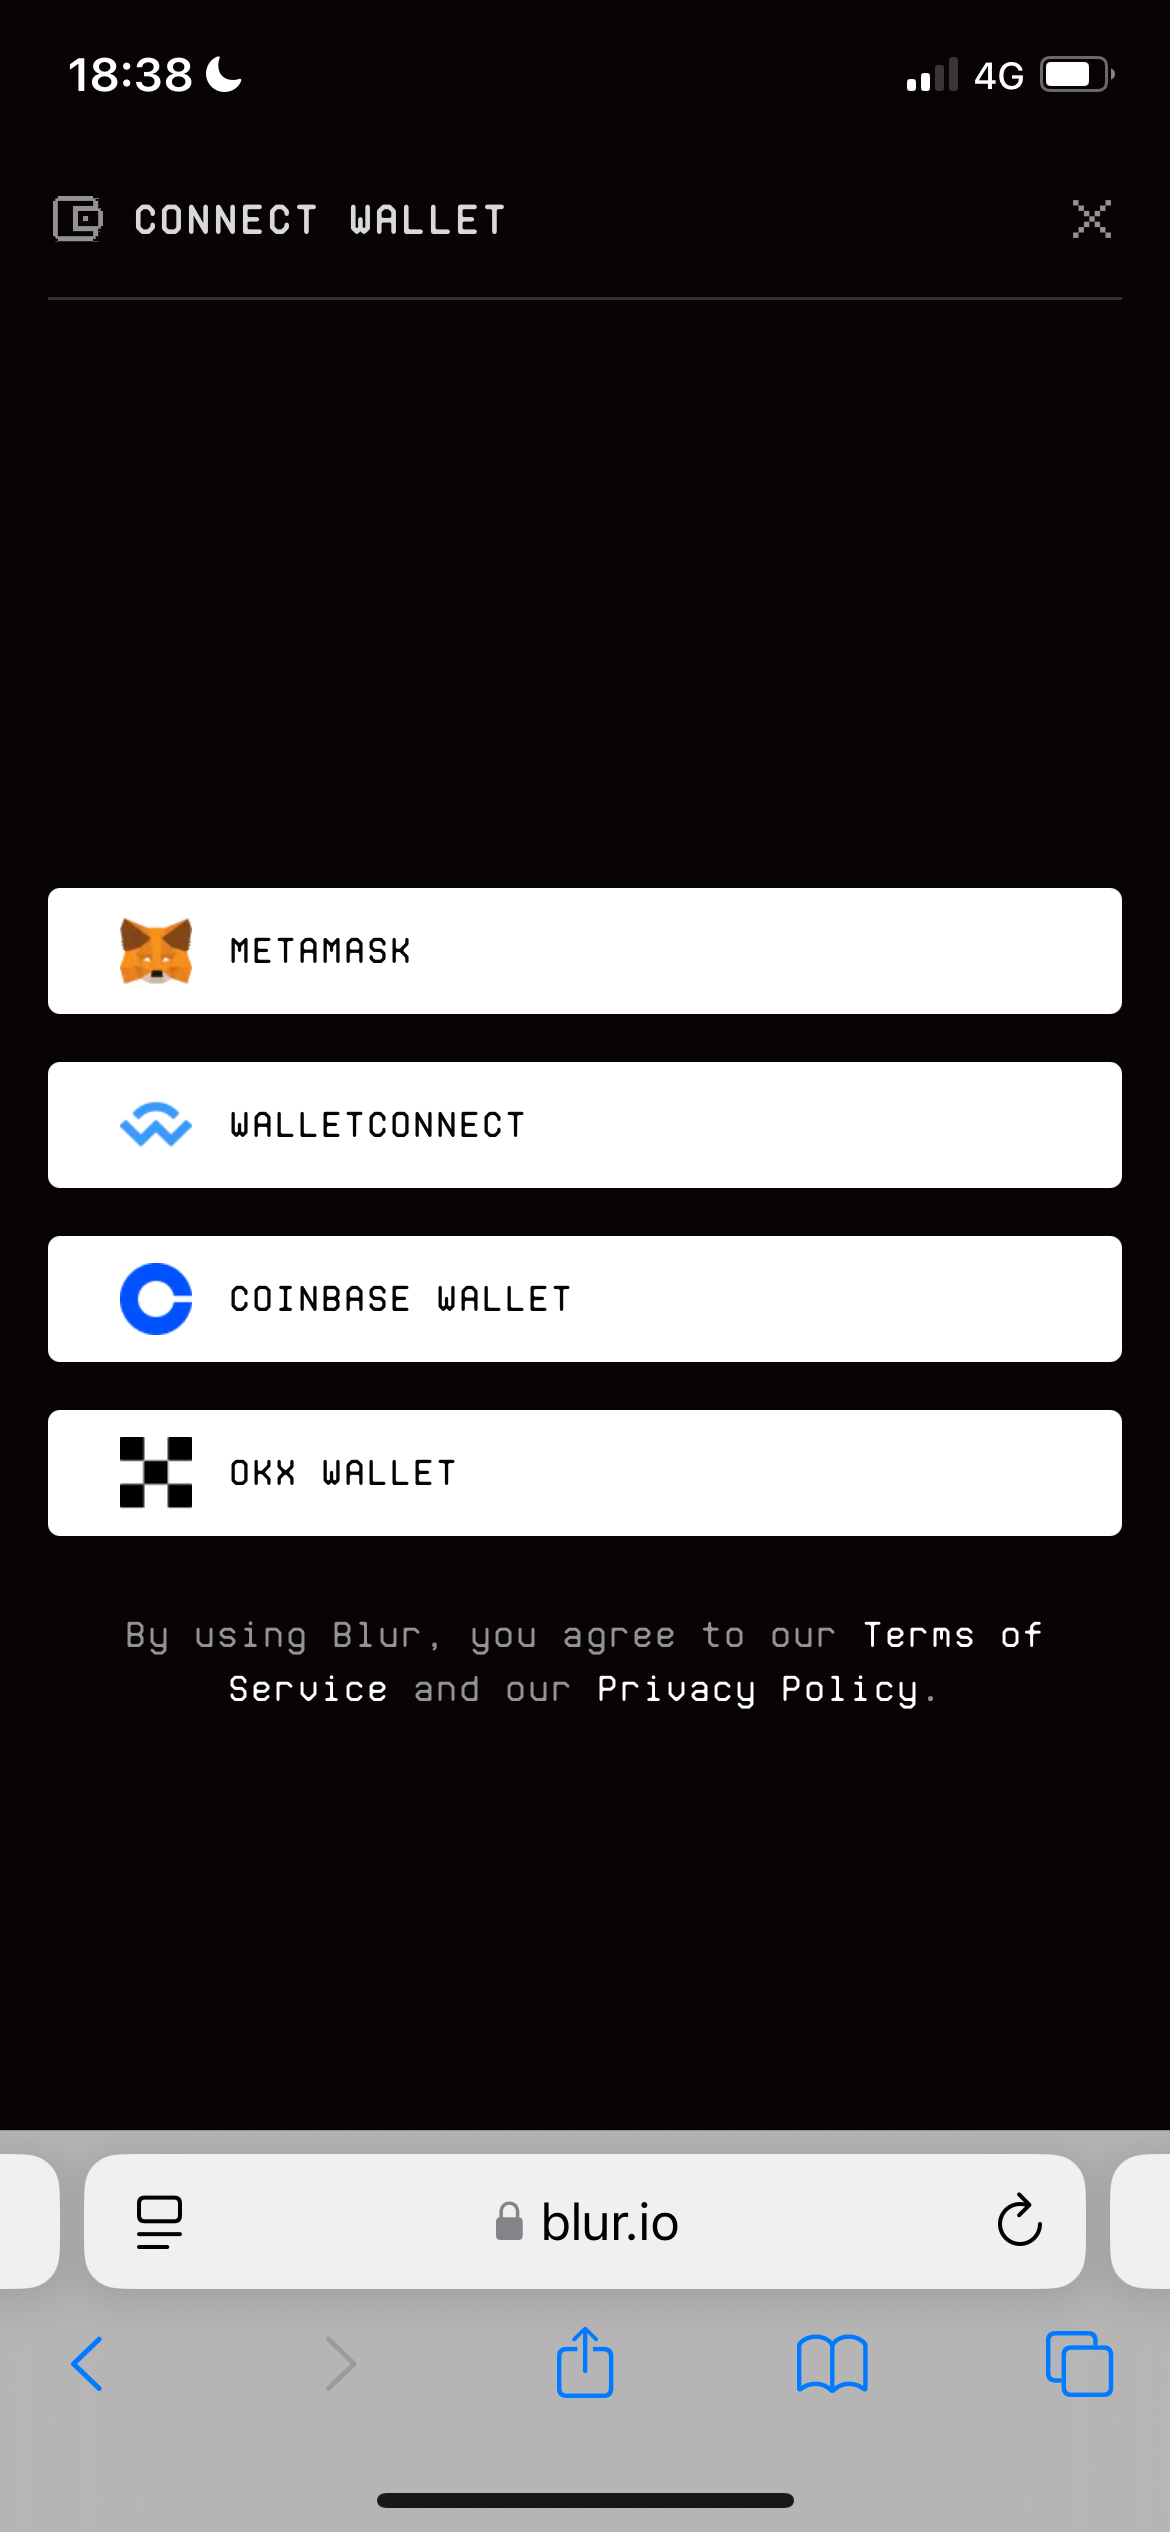 18:38
4G
CONNECT WALLET
METAMASK
WALLETCONNECT
COINBASE WALLET
OKX WALLET
By using Blur, you agree to our Terms of
Service and our Privacy Policy.
blur.io